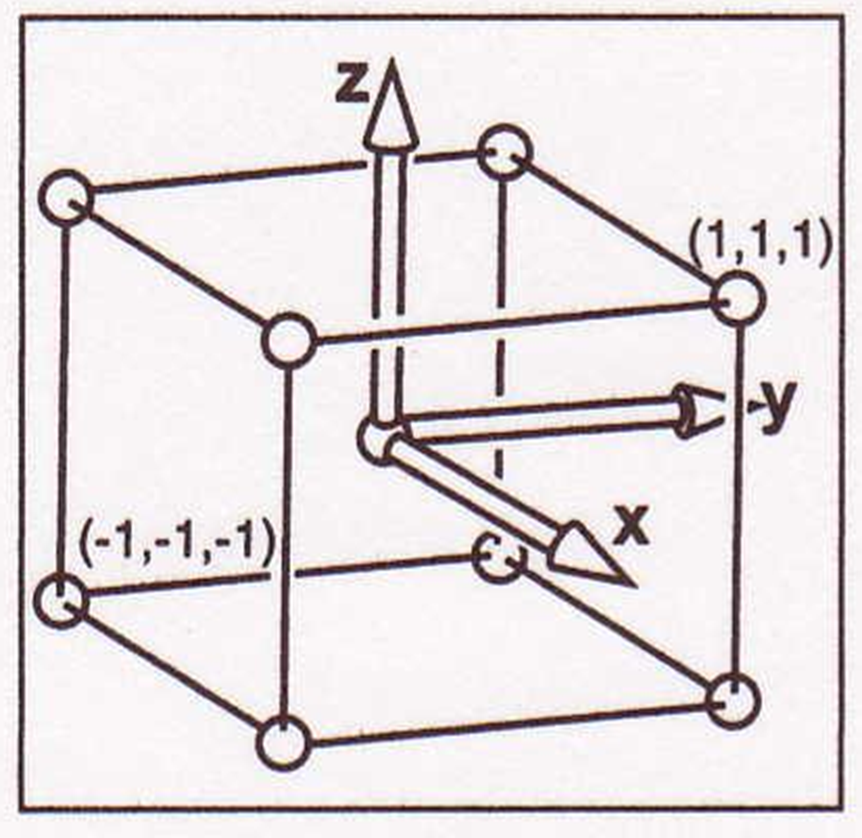 z
(1,1,1)
y
x
(-1,-1,-1)